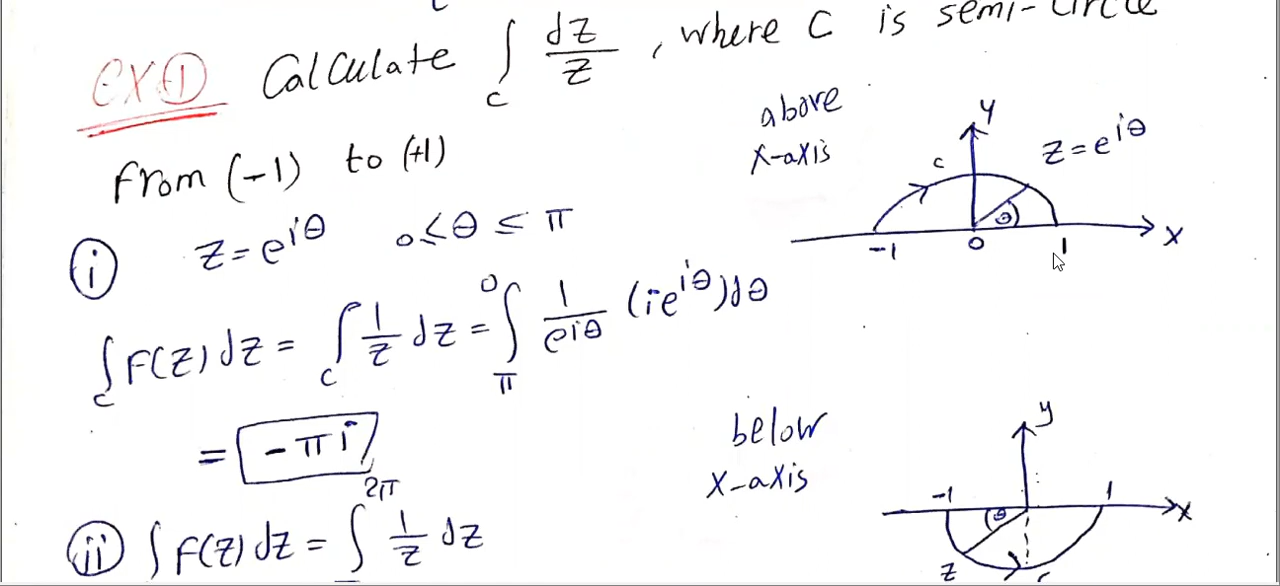 ex① Calculate ∫_C dz/z , where C is semi-circle
from (-1) to (+1)
above
x-axis
y
C
z=e^{iθ}
θ
-1 0 1 x
(i) z=e^{iθ} 0≤θ≤π
∫_C F(z)dz = ∫_C 1/z dz = ∫_π^0 1/e^{iθ} (ie^{iθ})dθ
= -πi
below
x-axis
y
-1 1 x
θ
z
(ii) ∫F(z)dz = ∫^{2π} 1/z dz